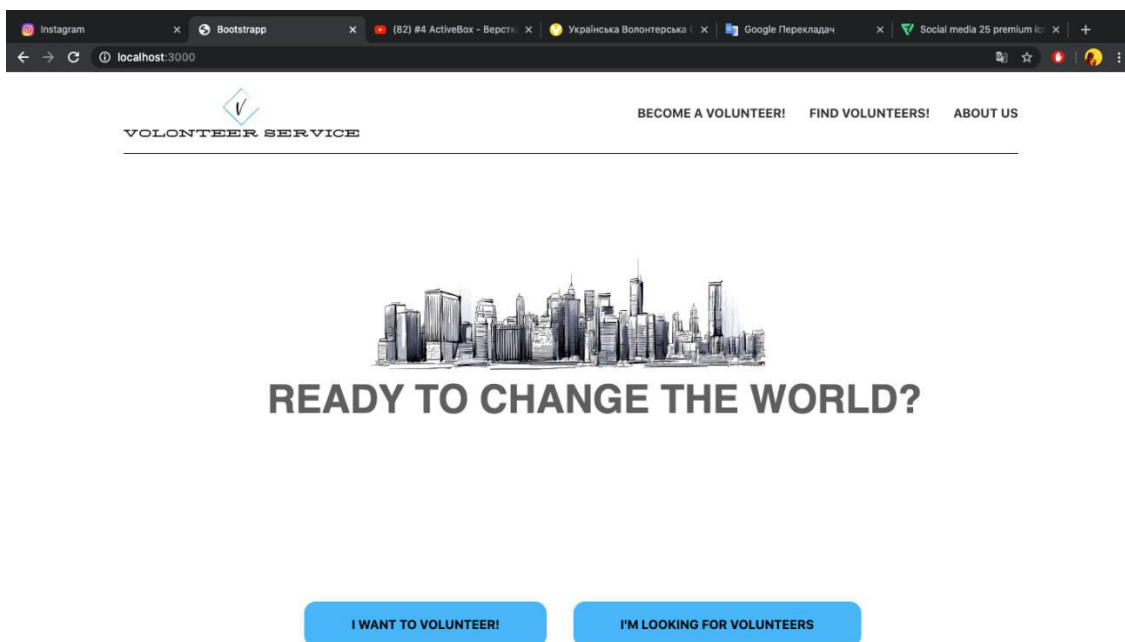 Instagram
Bootstrapp
(82) #4 ActiveBox - Верстк
Українська Волонтерська С
Google Перекладач
Social media 25 premium ic
localhost:3000
V
VOLONTEER SERVICE
BECOME A VOLUNTEER!
FIND VOLUNTEERS!
ABOUT US
READY TO CHANGE THE WORLD?
I WANT TO VOLUNTEER!
I'M LOOKING FOR VOLUNTEERS